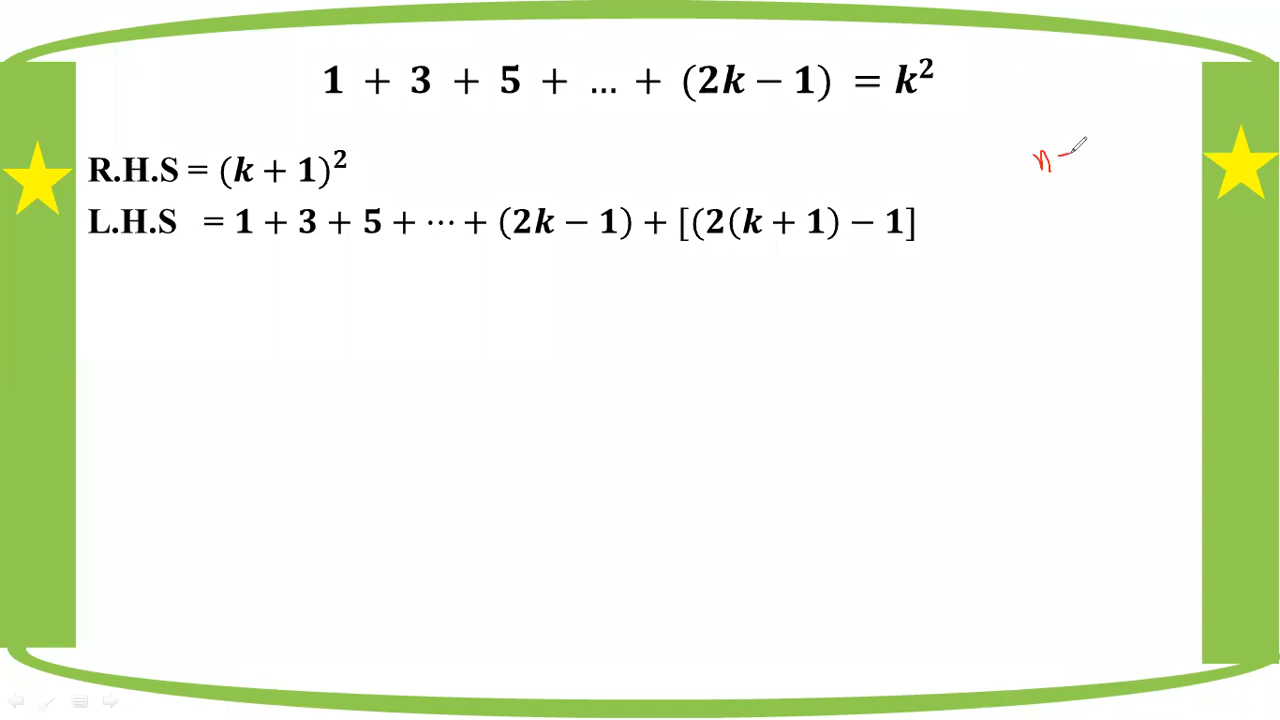 1 + 3 + 5 + ... + (2k − 1) = k²
R.H.S = (k + 1)²
n –
L.H.S = 1 + 3 + 5 + ⋯ + (2k − 1) + [(2(k + 1) − 1]